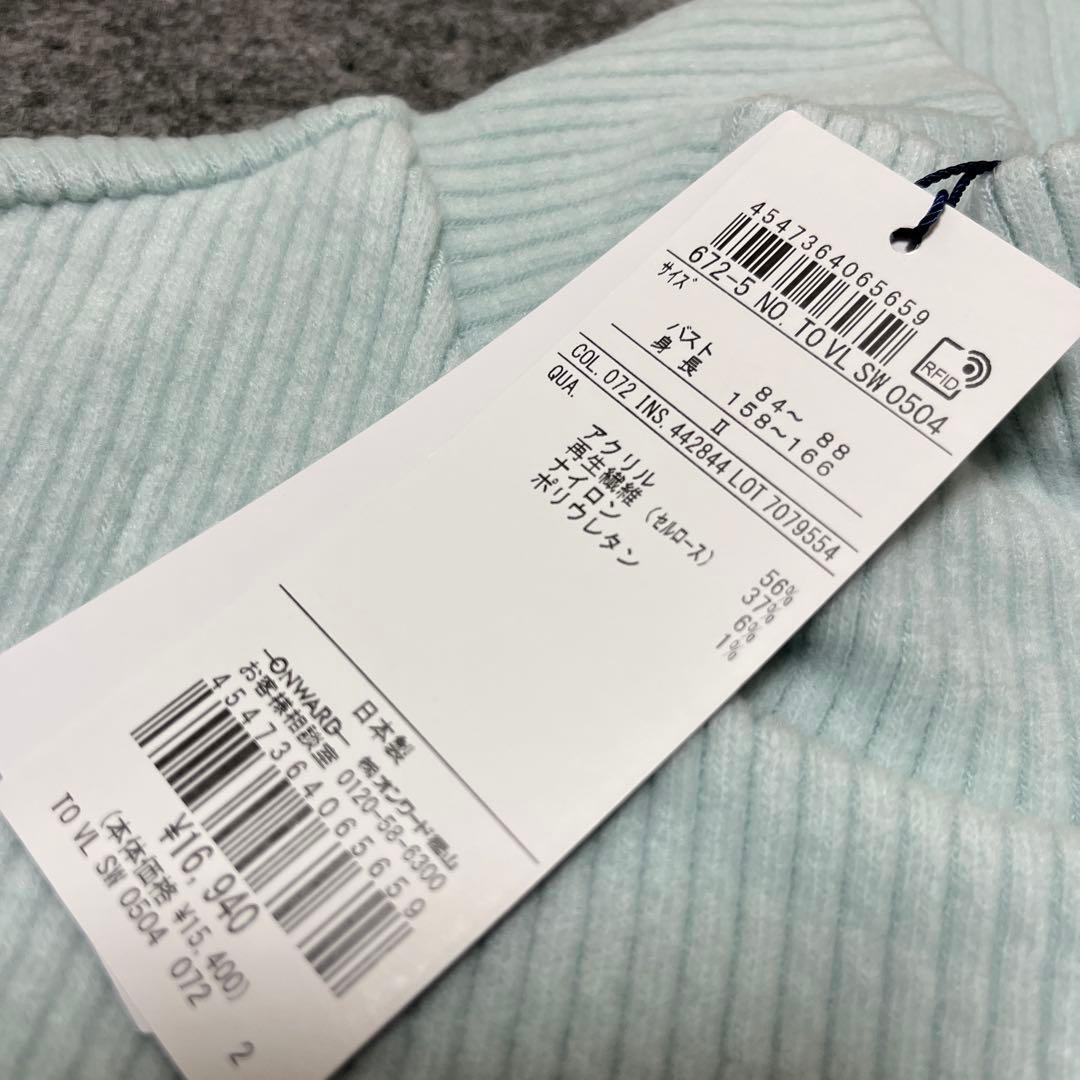 4547364065659
672-5 NO. TOVL SW 0504
RFID
サイズ
バスト 84～ 88
身長 158～166
Ⅱ
COL. 072 INS. 442844 LOT 7079554
QUA.
アクリル 56%
再生繊維（セルロース） 37%
ナイロン 6%
ポリウレタン 1%
日本製
ONWARD ㈱オンワード樫山
お客様相談室 0120-58-6300
4547364065659
¥16,940
(本体価格 ¥15,400)
TO VL SW 0504 072 2